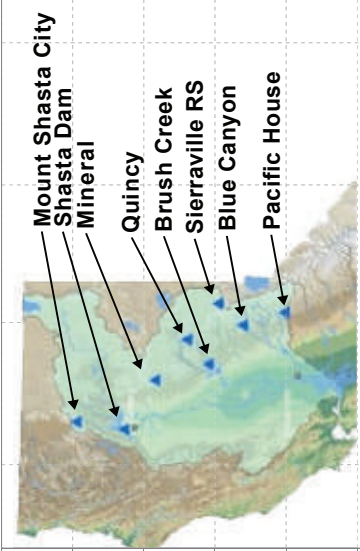 Mount Shasta City
Shasta Dam
Mineral
Quincy
Brush Creek
Sierraville RS
Blue Canyon
Pacific House